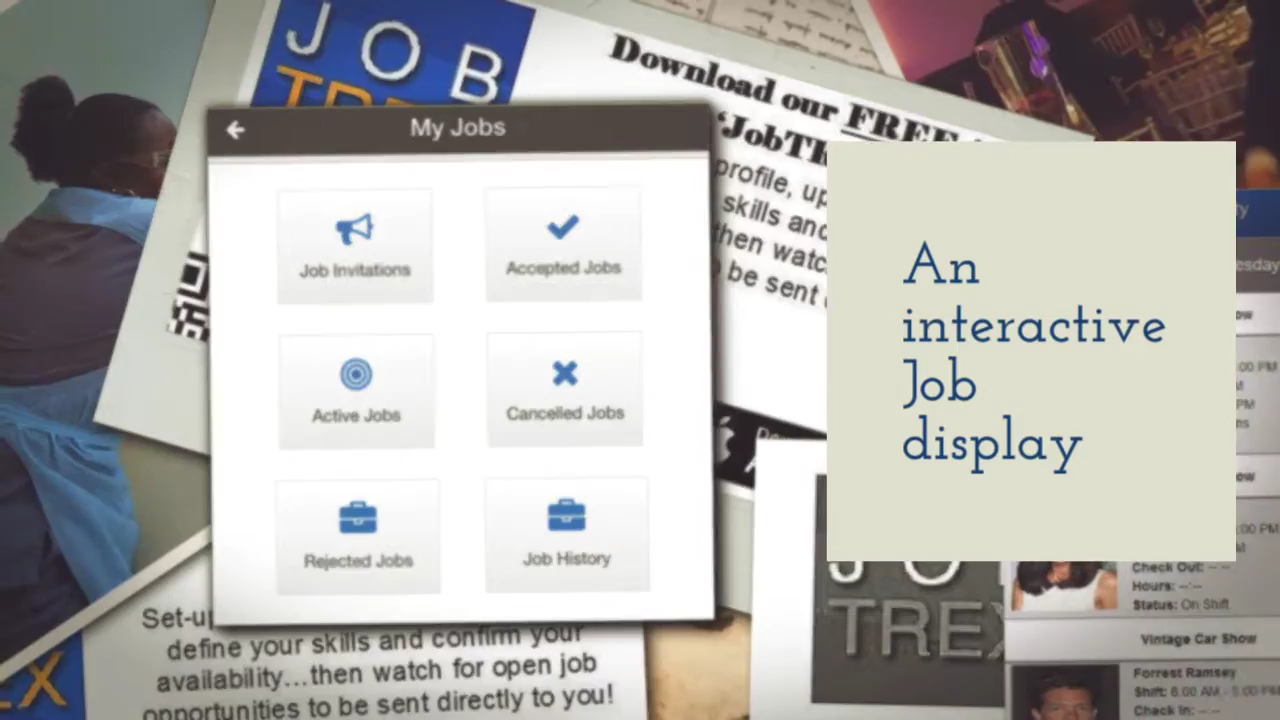 JOB
Download our FREE
My Jobs
profile, up
skills and
then watc
be sent
Job Invitations
Accepted Jobs
An
interactive
Job
display
Active Jobs
Cancelled Jobs
Rejected Jobs
Job History
Check Out: -- --
Hours: --:--
Status: On Shift
Vintage Car Show
Forrest Ramsey
Shift: 8:00 AM - 5:00 PM
Check In: -- --
TREX
define your skills and confirm your
availability...then watch for open job
opportunities to be sent directly to you!